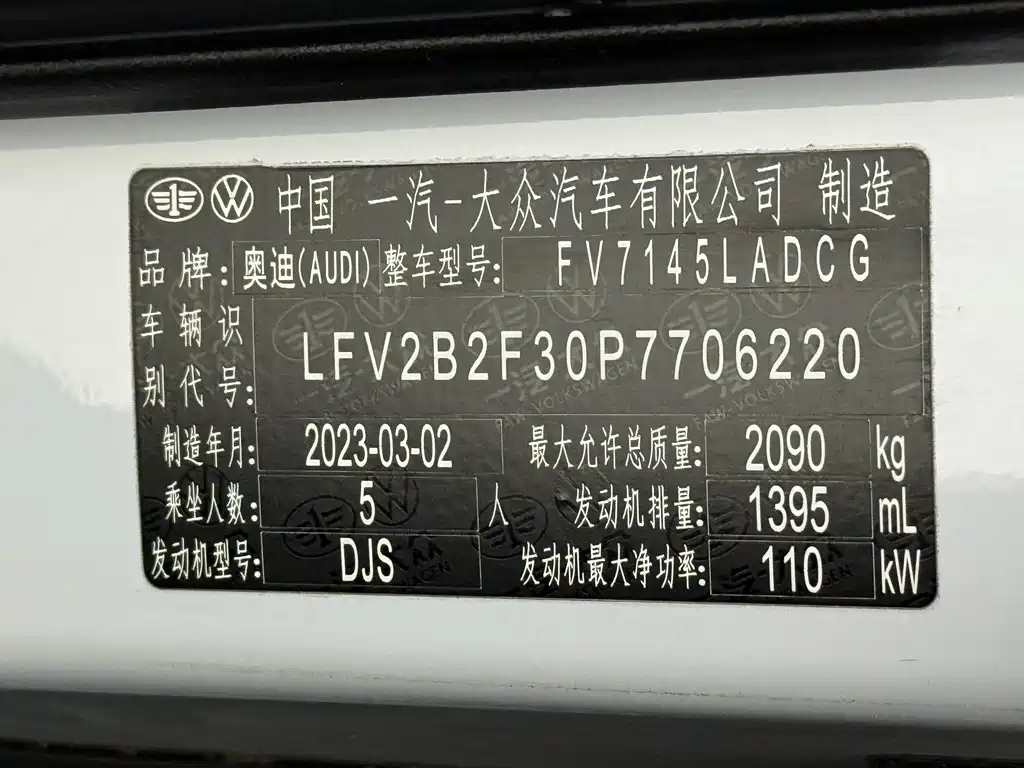 中国 一汽-大众汽车有限公司 制造
品牌: 奥迪(AUDI) 整车型号: FV7145LADCG
车辆识别代号: LFV2B2F30P7706220
制造年月: 2023-03-02 最大允许总质量: 2090 kg
乘坐人数: 5 人 发动机排量: 1395 mL
发动机型号: DJS 发动机最大净功率: 110 kW